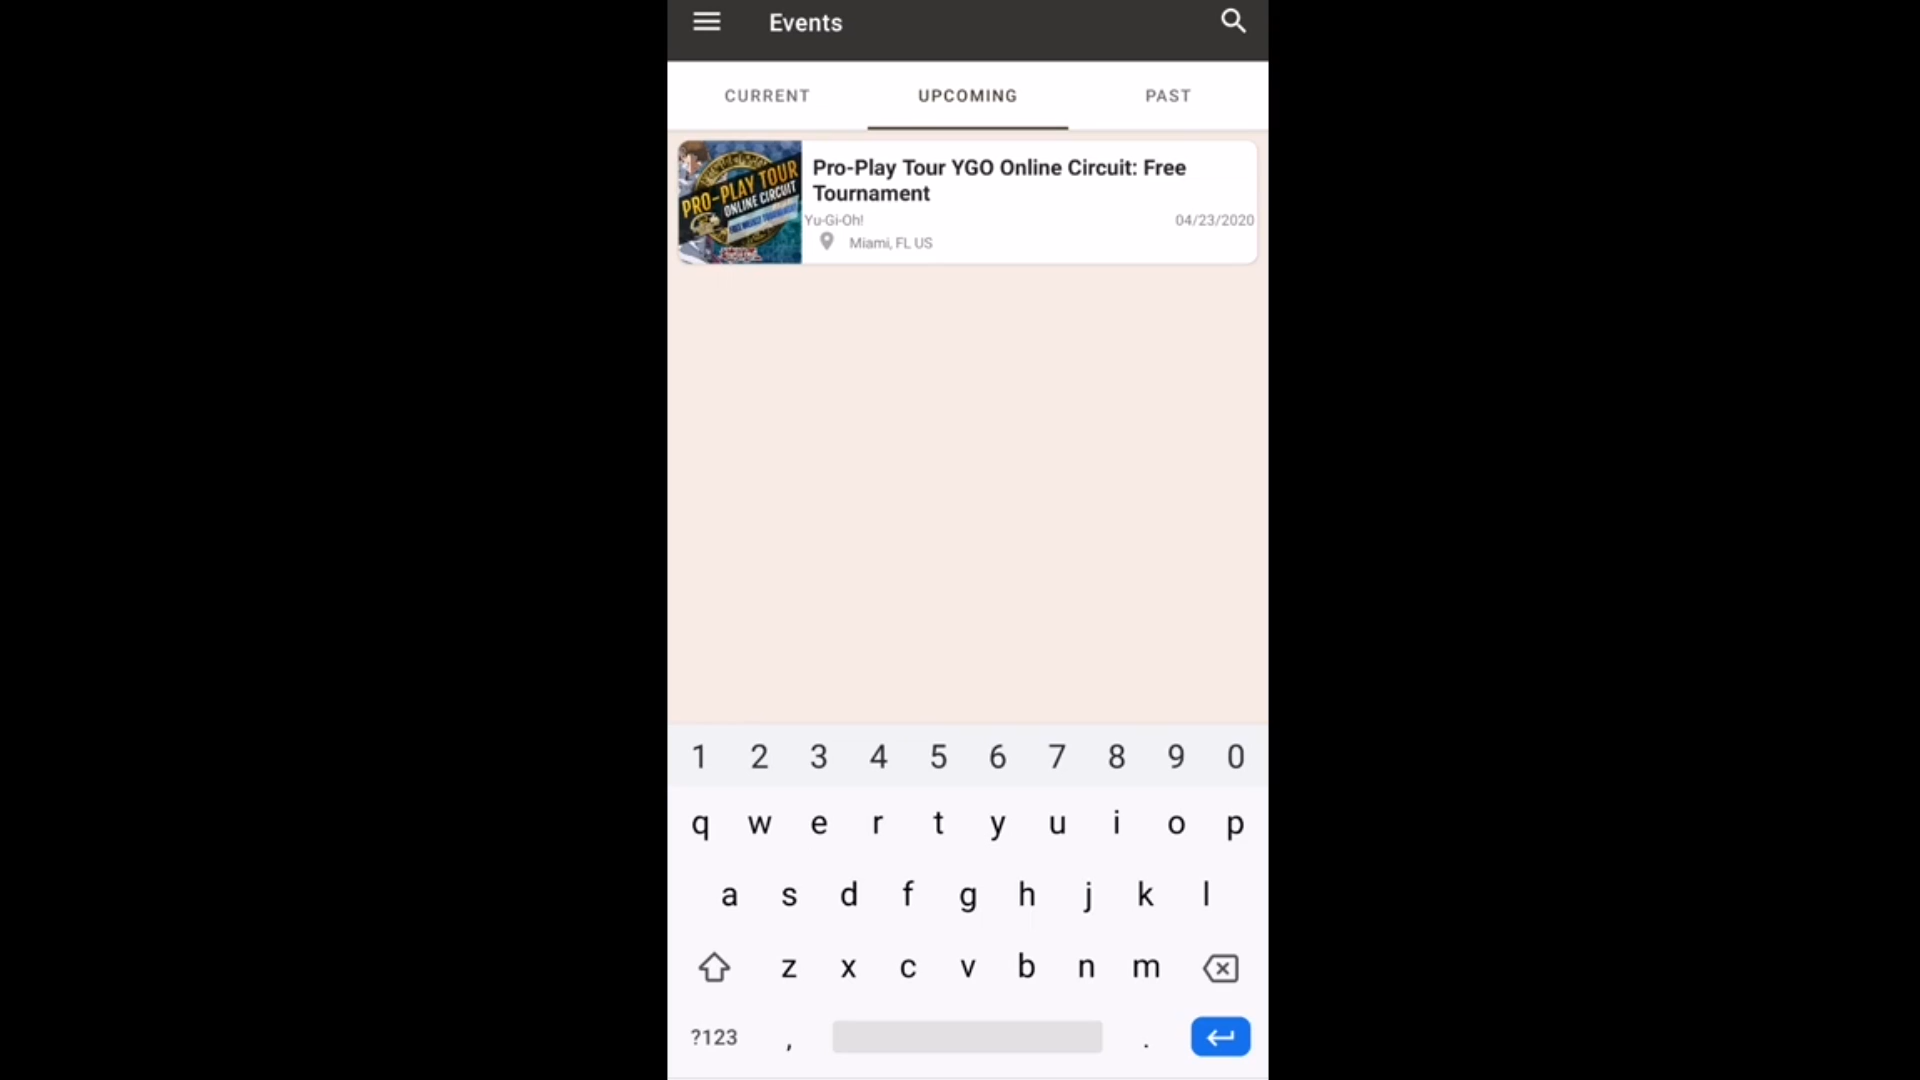 Events
CURRENT UPCOMING PAST
PRO-PLAY TOUR
ONLINE CIRCUIT
Pro-Play Tour YGO Online Circuit: Free
Tournament
Yu-Gi-Oh! 04/23/2020
Miami, FL US
1 2 3 4 5 6 7 8 9 0
q w e r t y u i o p
a s d f g h j k l
z x c v b n m
?123 , .